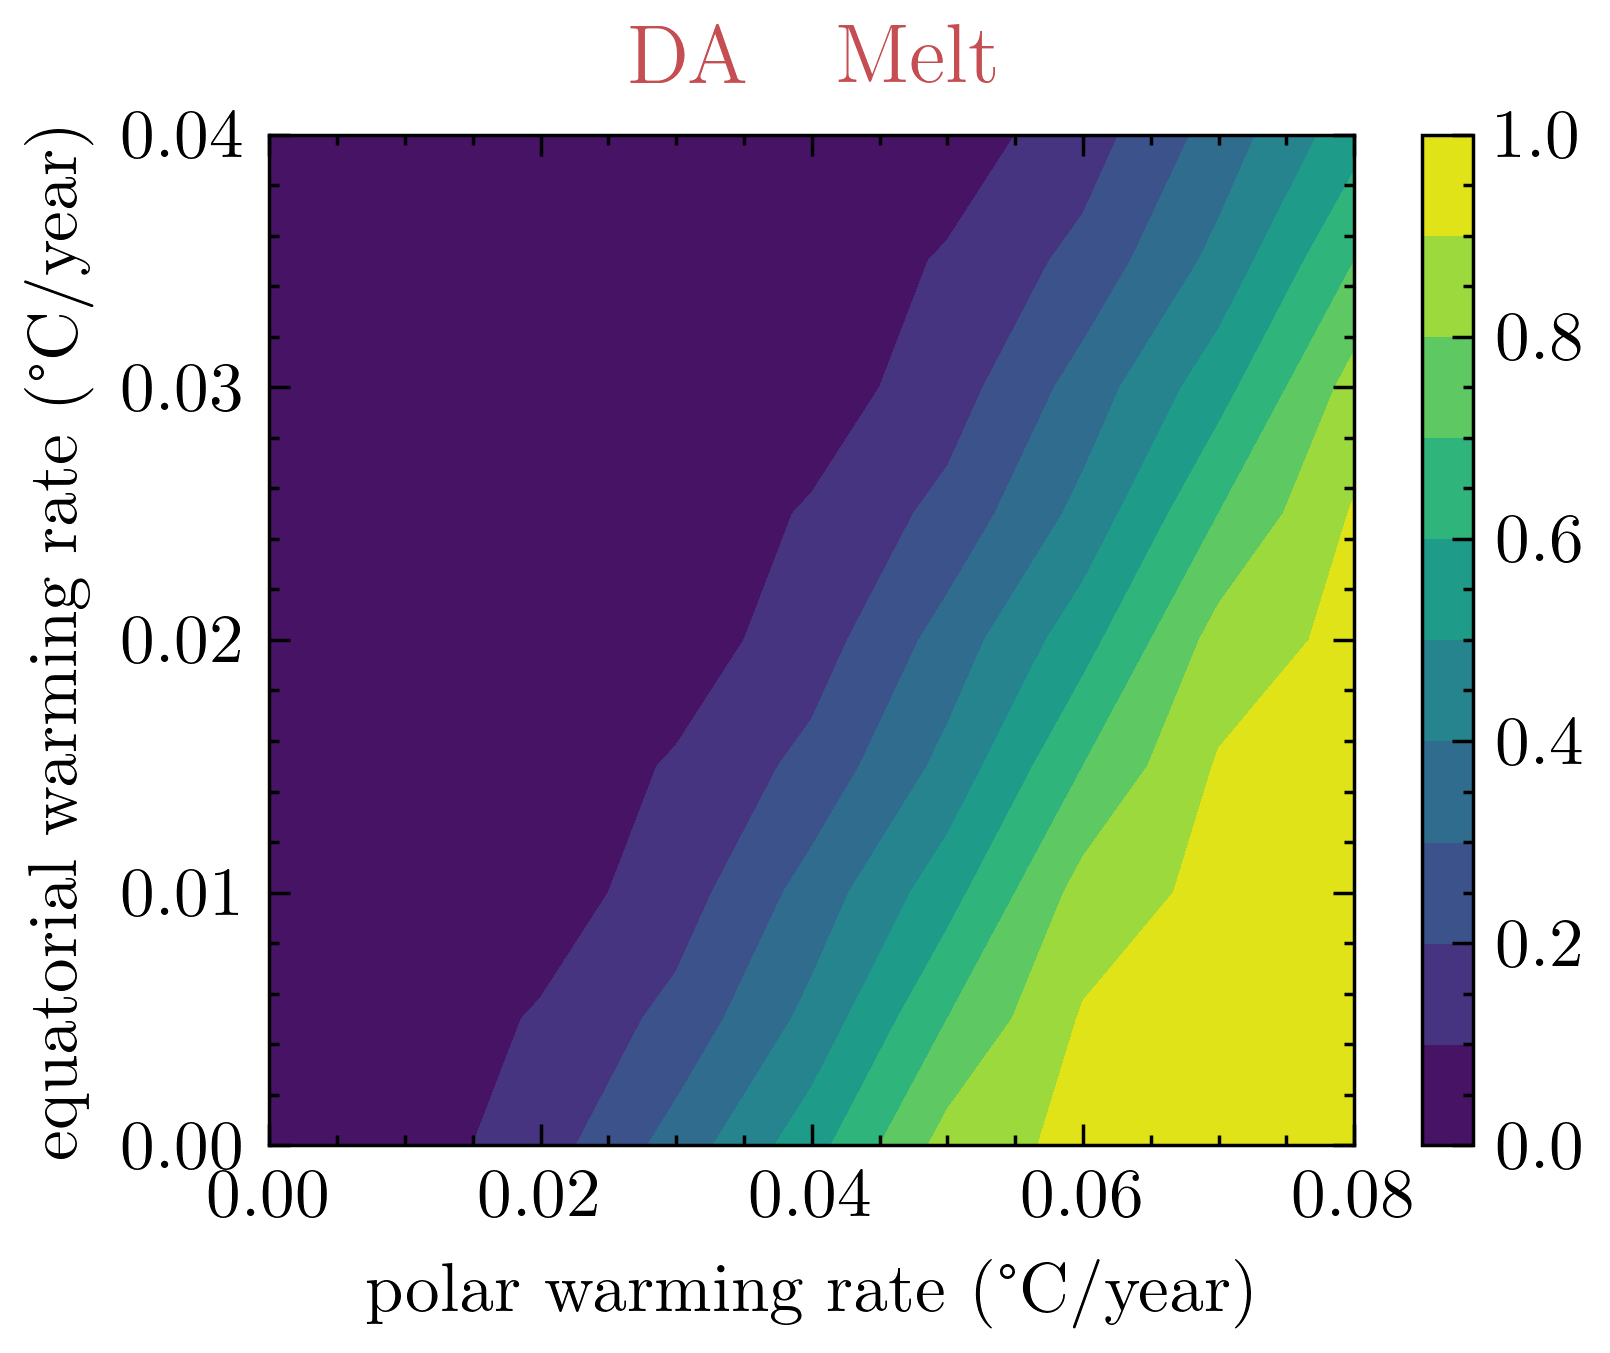 DA Melt
equatorial warming rate (°C/year)
0.04
0.03
0.02
0.01
0.00
0.00 0.02 0.04 0.06 0.08
polar warming rate (°C/year)
1.0
0.8
0.6
0.4
0.2
0.0